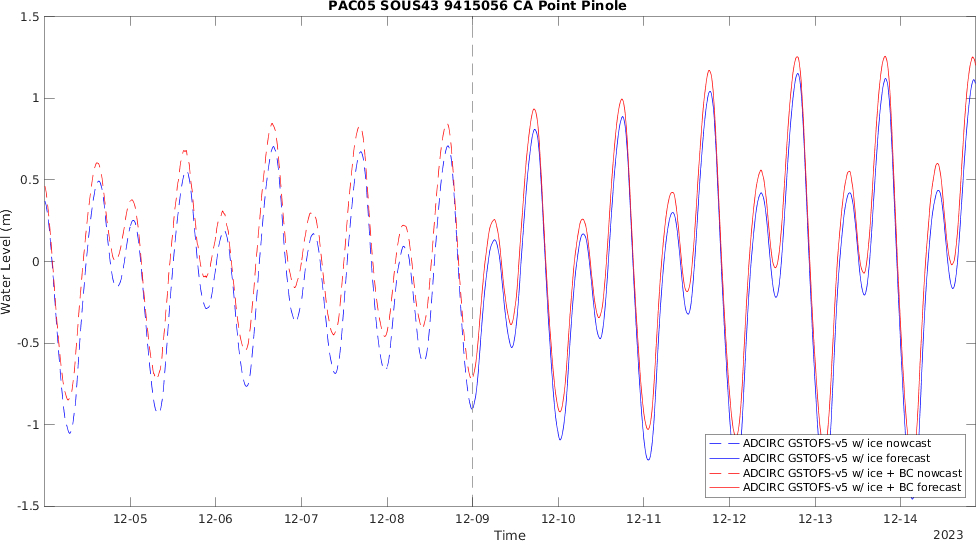 PAC05 SOUS43 9415056 CA Point Pinole
1.5
1
0.5
0
-0.5
-1
-1.5
Water Level (m)
12-05 12-06 12-07 12-08 12-09 12-10 12-11 12-12 12-13 12-14
Time
2023
ADCIRC GSTOFS-v5 w/ ice nowcast
ADCIRC GSTOFS-v5 w/ ice forecast
ADCIRC GSTOFS-v5 w/ ice + BC nowcast
ADCIRC GSTOFS-v5 w/ ice + BC forecast